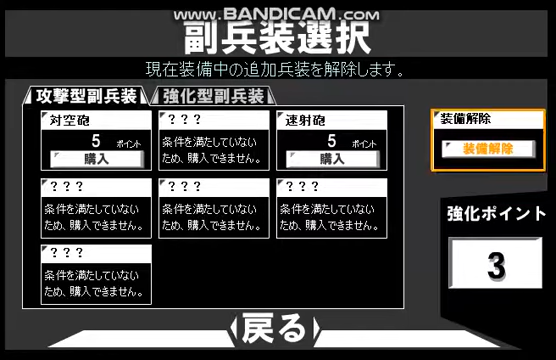 www.BANDICAM.com
副兵装選択
現在装備中の追加兵装を解除します。
攻撃型副兵装
強化型副兵装
対空砲
5 ポイント
購入
？？？
条件を満たしていない
ため、購入できません。
速射砲
5 ポイント
購入
装備解除
装備解除
？？？
条件を満たしていない
ため、購入できません。
？？？
条件を満たしていない
ため、購入できません。
？？？
条件を満たしていない
ため、購入できません。
強化ポイント
3
？？？
条件を満たしていない
ため、購入できません。
戻る